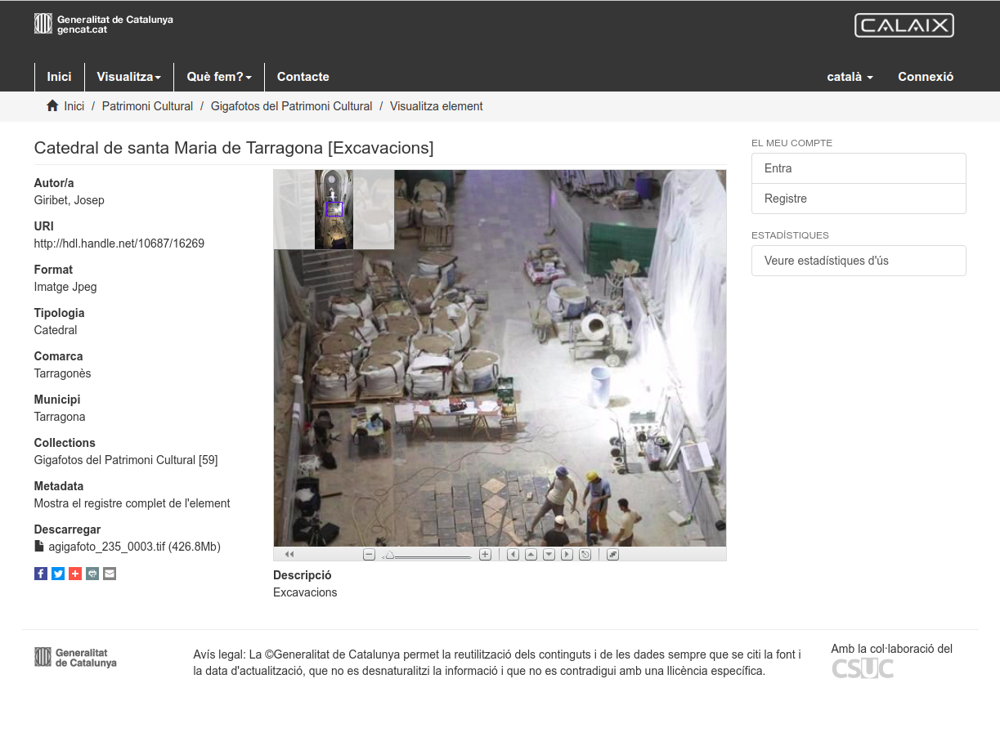 Generalitat de Catalunya
gencat.cat
CALAIX
Inici
Visualitza
Què fem?
Contacte
català
Connexió
Inici / Patrimoni Cultural / Gigafotos del Patrimoni Cultural / Visualitza element
Catedral de santa Maria de Tarragona [Excavacions]
Autor/a
Giribet, Josep
URI
http://hdl.handle.net/10687/16269
Format
Imatge Jpeg
Tipologia
Catedral
Comarca
Tarragonès
Municipi
Tarragona
Collections
Gigafotos del Patrimoni Cultural [59]
Metadata
Mostra el registre complet de l'element
Descarregar
agigafoto_235_0003.tif (426.8Mb)
Descripció
Excavacions
EL MEU COMPTE
Entra
Registre
ESTADÍSTIQUES
Veure estadístiques d'ús
Generalitat
de Catalunya
Avís legal: La ©Generalitat de Catalunya permet la reutilització dels continguts i de les dades sempre que se citi la font i
la data d'actualització, que no es desnaturalitzi la informació i que no es contradigui amb una llicència específica.
Amb la col·laboració del
CSUC